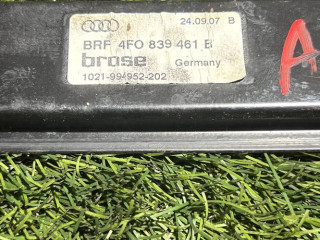 24.09.07 B
BRF 4F0 839 461 B
brose Germany
1021-994952-202
A